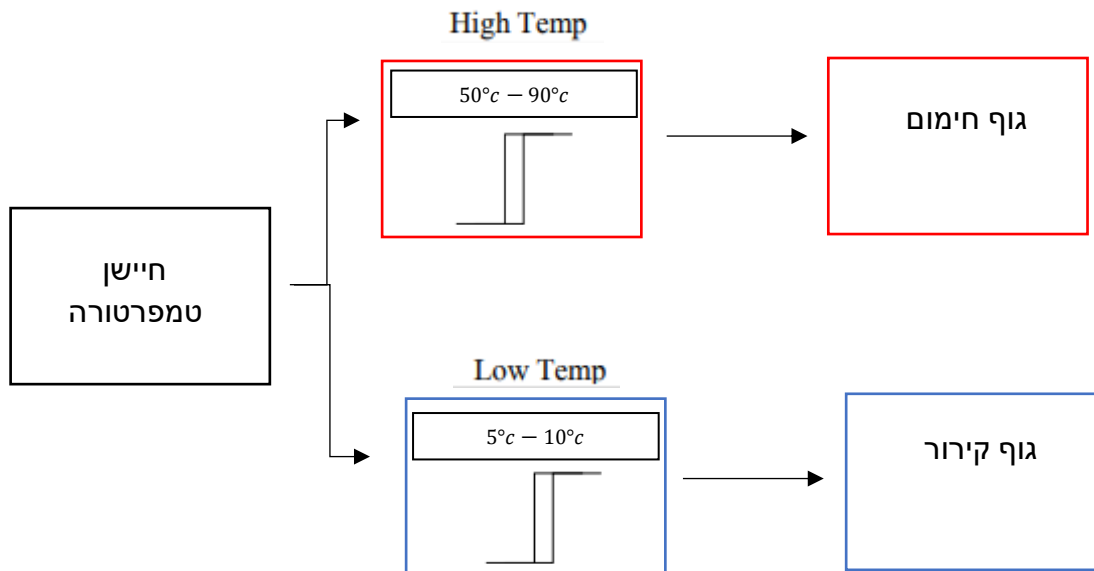 High Temp
50°c – 90°c
גוף חימום
חיישן
טמפרטורה
Low Temp
5°c – 10°c
גוף קירור